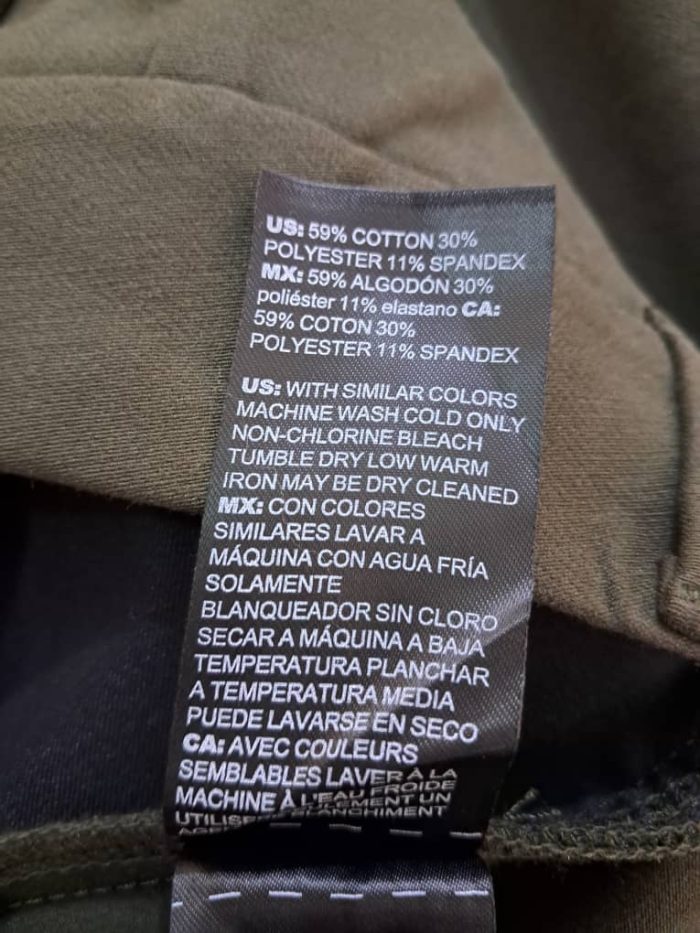 US: 59% COTTON 30%
POLYESTER 11% SPANDEX
MX: 59% ALGODÓN 30%
poliéster 11% elastano CA:
59% COTON 30%
POLYESTER 11% SPANDEX
US: WITH SIMILAR COLORS
MACHINE WASH COLD ONLY
NON-CHLORINE BLEACH
TUMBLE DRY LOW WARM
IRON MAY BE DRY CLEANED
MX: CON COLORES
SIMILARES LAVAR A
MÁQUINA CON AGUA FRÍA
SOLAMENTE
BLANQUEADOR SIN CLORO
SECAR A MÁQUINA A BAJA
TEMPERATURA PLANCHAR
A TEMPERATURA MEDIA
PUEDE LAVARSE EN SECO
CA: AVEC COULEURS
SEMBLABLES LAVER À LA
MACHINE À L'EAU FROIDE
UN
BLANCHIMENT